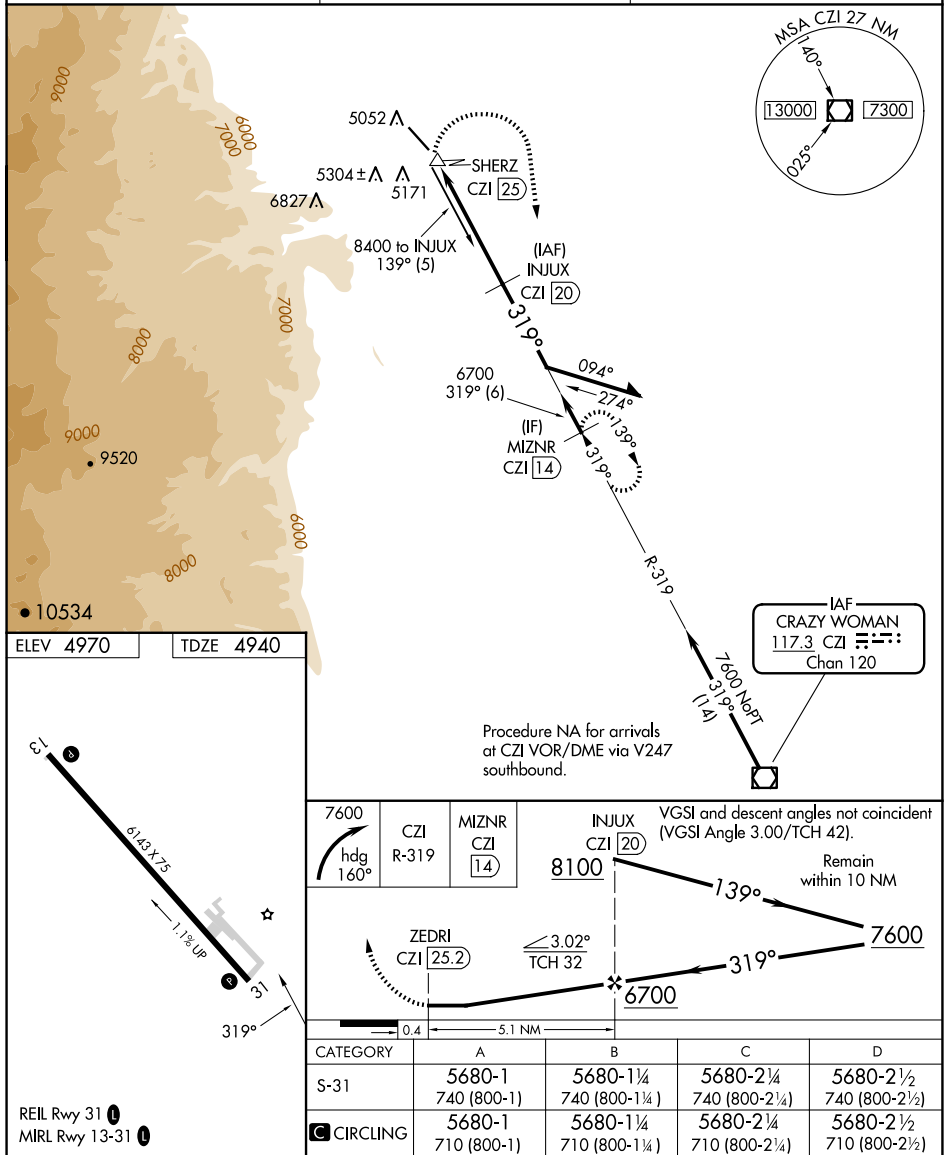 MSA CZI 27 NM
140°
13000
7300
025°
9000
6000
7000
5052
SHERZ
CZI 25
5304±
5171
6827
8400 to INJUX
139° (5)
(IAF)
INJUX
CZI 20
319°
7000
8000
6700
319° (6)
094°
274°
(IF)
MIZNR
CZI 14
139°
319°
9000
9520
6000
8000
R-319
10534
IAF
CRAZY WOMAN
117.3 CZI
Chan 120
7600 NoPT
319°
(14)
Procedure NA for arrivals
at CZI VOR/DME via V247
southbound.
ELEV 4970
TDZE 4940
13
6143 X 75
1.1% UP
P
P
31
319°
REIL Rwy 31 L
MIRL Rwy 13-31 L
7600
hdg
160°
CZI
R-319
MIZNR
CZI
14
INJUX
CZI 20
VGSI and descent angles not coincident
(VGSI Angle 3.00/TCH 42).
8100
Remain
within 10 NM
139°
7600
ZEDRI
CZI 25.2
3.02°
TCH 32
319°
6700
0.4
5.1 NM
CATEGORY A B C D
S-31 5680-1 5680-1¼ 5680-2¼ 5680-2½
740 (800-1) 740 (800-1¼) 740 (800-2¼) 740 (800-2½)
C CIRCLING 5680-1 5680-1¼ 5680-2¼ 5680-2½
710 (800-1) 710 (800-1¼) 710 (800-2¼) 710 (800-2½)